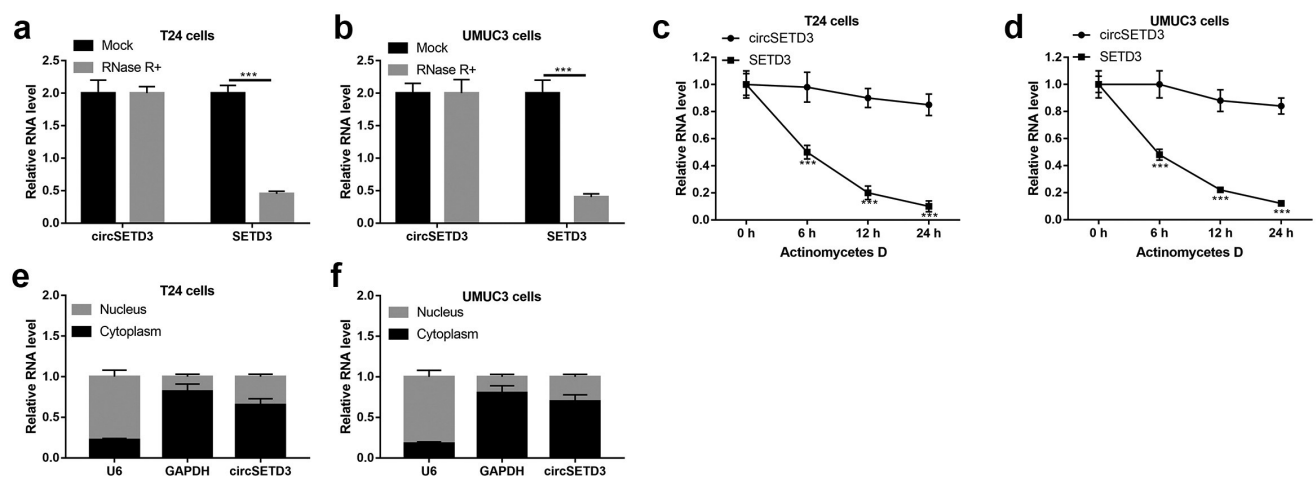 a
T24 cells
Mock
RNase R+
***
Relative RNA level
2.5
2.0
1.5
1.0
0.5
0.0
circSETD3 SETD3
b
UMUC3 cells
Mock
RNase R+
***
Relative RNA level
2.5
2.0
1.5
1.0
0.5
0.0
circSETD3 SETD3
c
T24 cells
circSETD3
SETD3
Relative RNA level
1.2
1.0
0.8
0.6
0.4
0.2
0.0
***
***
***
0 h 6 h 12 h 24 h
Actinomycetes D
d
UMUC3 cells
circSETD3
SETD3
Relative RNA level
1.2
1.0
0.8
0.6
0.4
0.2
0.0
***
***
***
0 h 6 h 12 h 24 h
Actinomycetes D
e
T24 cells
Nucleus
Cytoplasm
Relative RNA level
2.0
1.5
1.0
0.5
0.0
U6 GAPDH circSETD3
f
UMUC3 cells
Nucleus
Cytoplasm
Relative RNA level
2.0
1.5
1.0
0.5
0.0
U6 GAPDH circSETD3